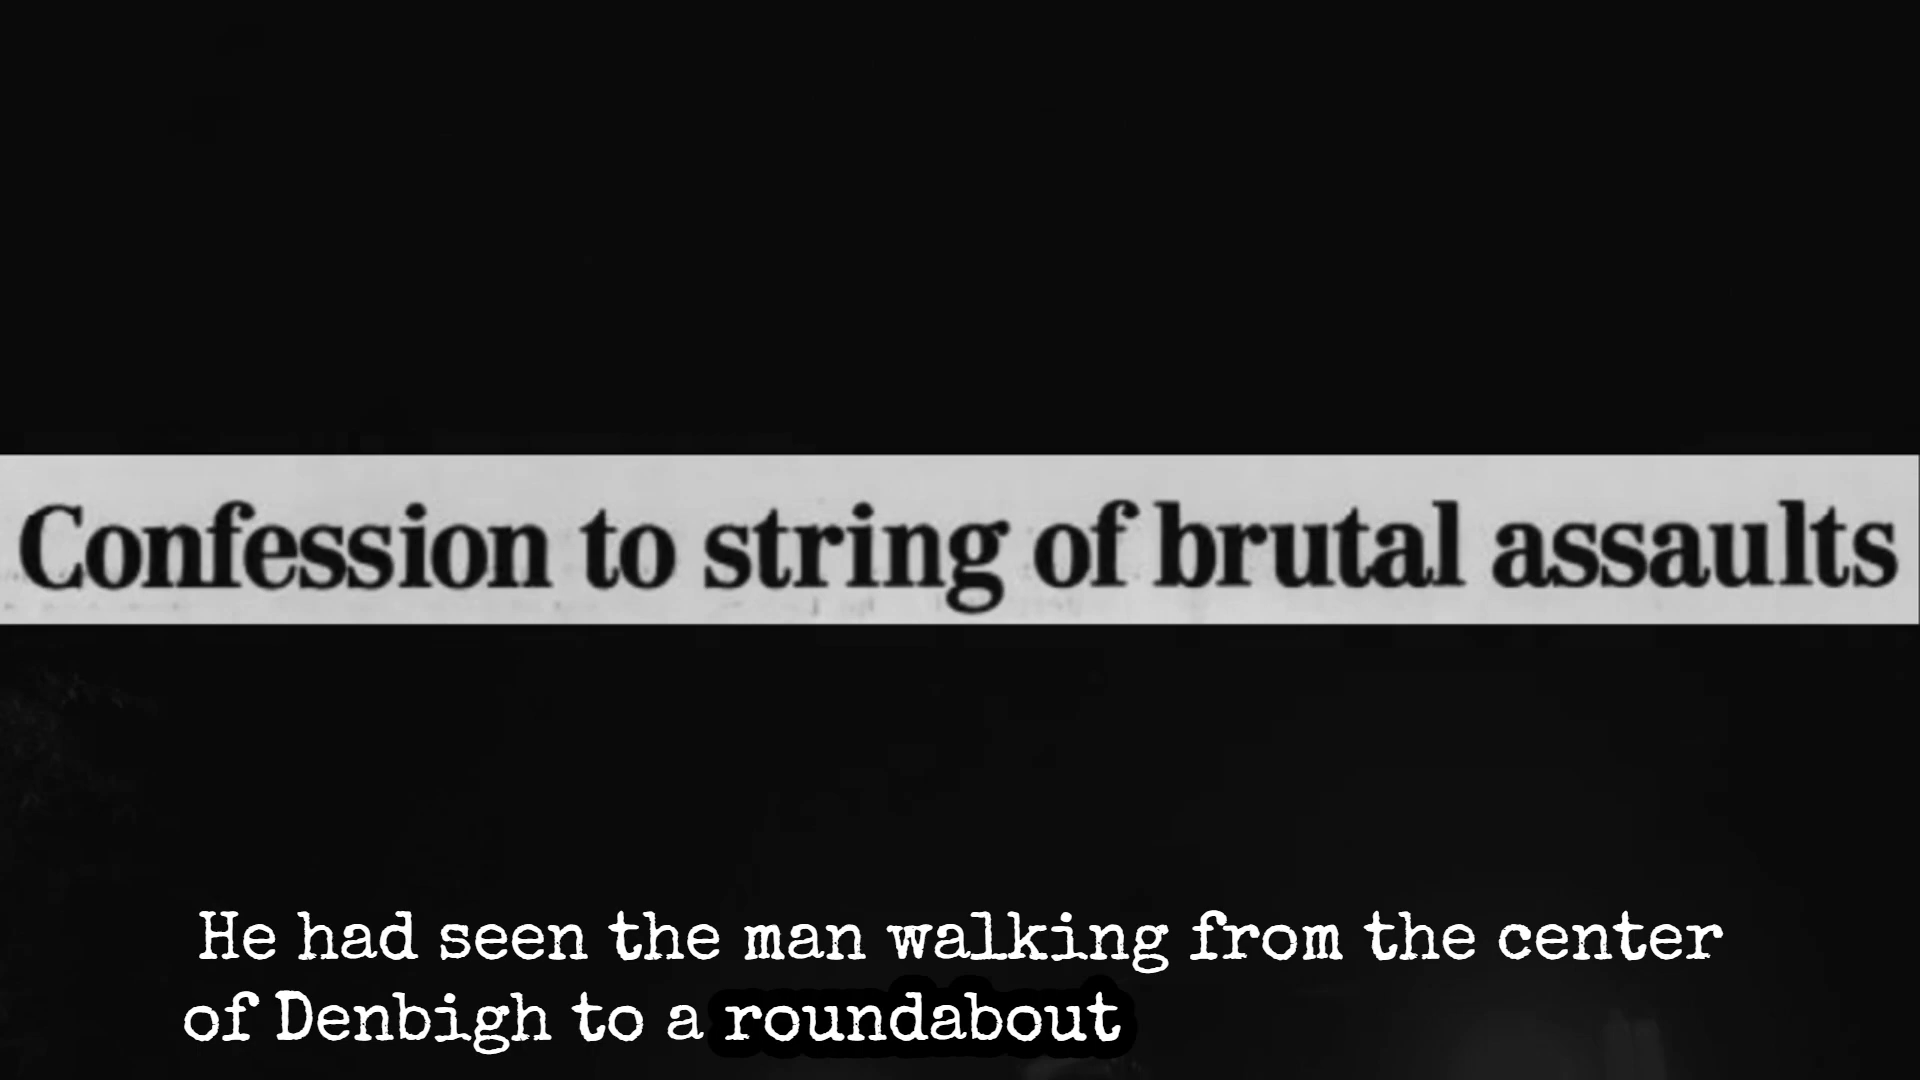 Confession to string of brutal assaults
He had seen the man walking from the center
of Denbigh to a roundabout